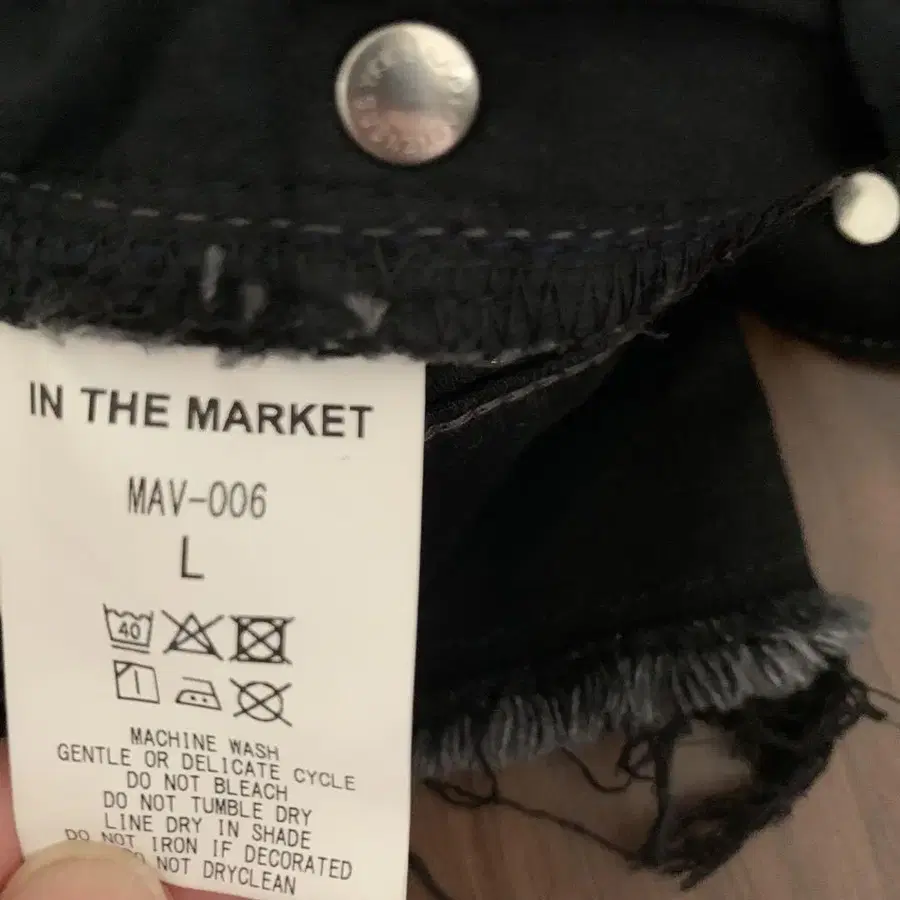 IN THE MARKET
MAV-006
L
40
MACHINE WASH
GENTLE OR DELICATE CYCLE
DO NOT BLEACH
DO NOT TUMBLE DRY
LINE DRY IN SHADE
DO NOT IRON IF DECORATED
NOT DRYCLEAN